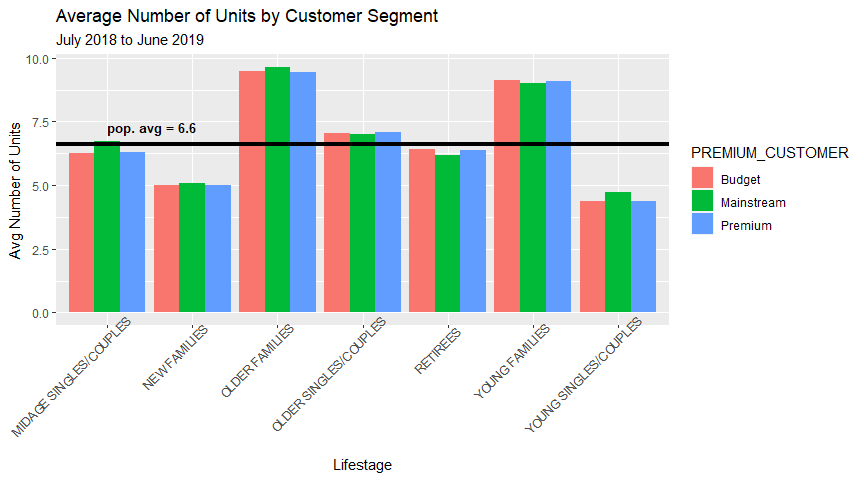 Average Number of Units by Customer Segment
July 2018 to June 2019
Avg Number of Units
10.0
7.5
5.0
2.5
0.0
pop. avg = 6.6
MIDAGE SINGLES/COUPLES
NEW FAMILIES
OLDER FAMILIES
OLDER SINGLES/COUPLES
RETIREES
YOUNG FAMILIES
YOUNG SINGLES/COUPLES
Lifestage
PREMIUM_CUSTOMER
Budget
Mainstream
Premium